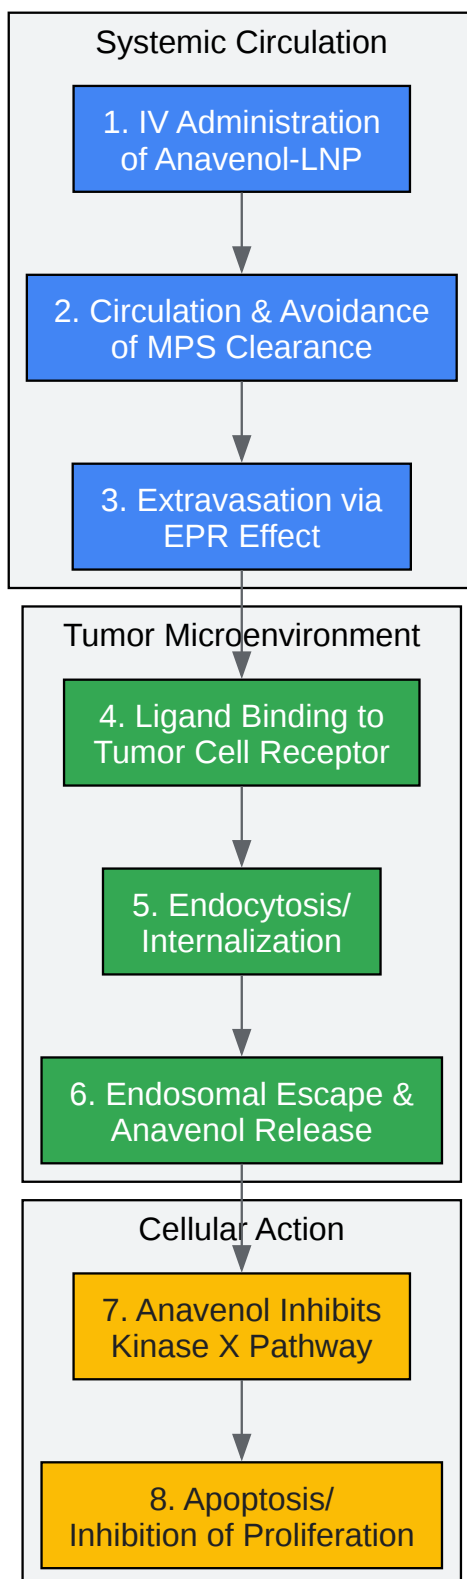 Systemic Circulation
1. IV Administration
of Anavenol-LNP
2. Circulation & Avoidance
of MPS Clearance
3. Extravasation via
EPR Effect
Tumor Microenvironment
4. Ligand Binding to
Tumor Cell Receptor
5. Endocytosis/
Internalization
6. Endosomal Escape &
Anavenol Release
Cellular Action
7. Anavenol Inhibits
Kinase X Pathway
8. Apoptosis/
Inhibition of Proliferation